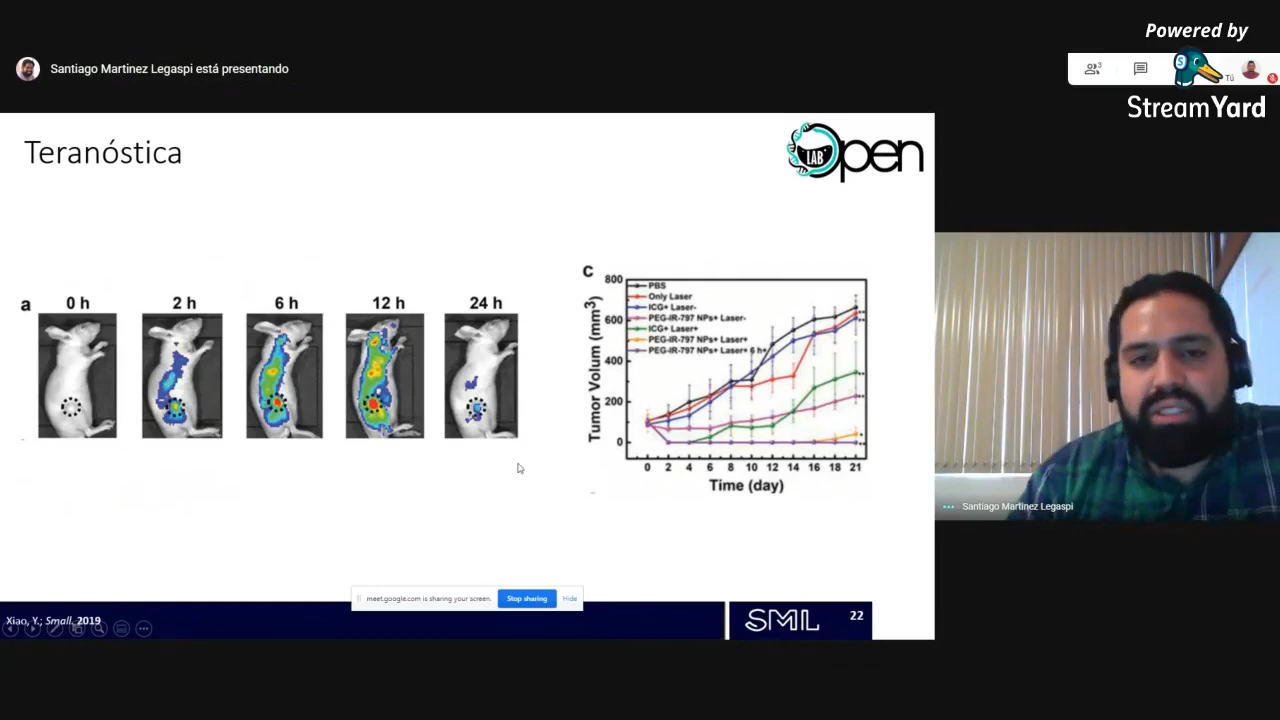 Powered by
StreamYard
Santiago Martinez Legaspi está presentando
3
Tú
Teranóstica
LAB
Open
a
0 h
2 h
6 h
12 h
24 h
C
Tumor Volum (mm³)
800
600
400
200
0
PBS
Only Laser
ICG+ Laser-
PEG-IR-797 NPs+ Laser-
ICG+ Laser+
PEG-IR-797 NPs+ Laser+
PEG-IR-797 NPs+ Laser+ 6 h
0 2 4 6 8 10 12 14 16 18 21
Time (day)
Santiago Martinez Legaspi
meet.google.com is sharing your screen.
Stop sharing
Hide
Xiao, Y.; Small, 2019
SML
22